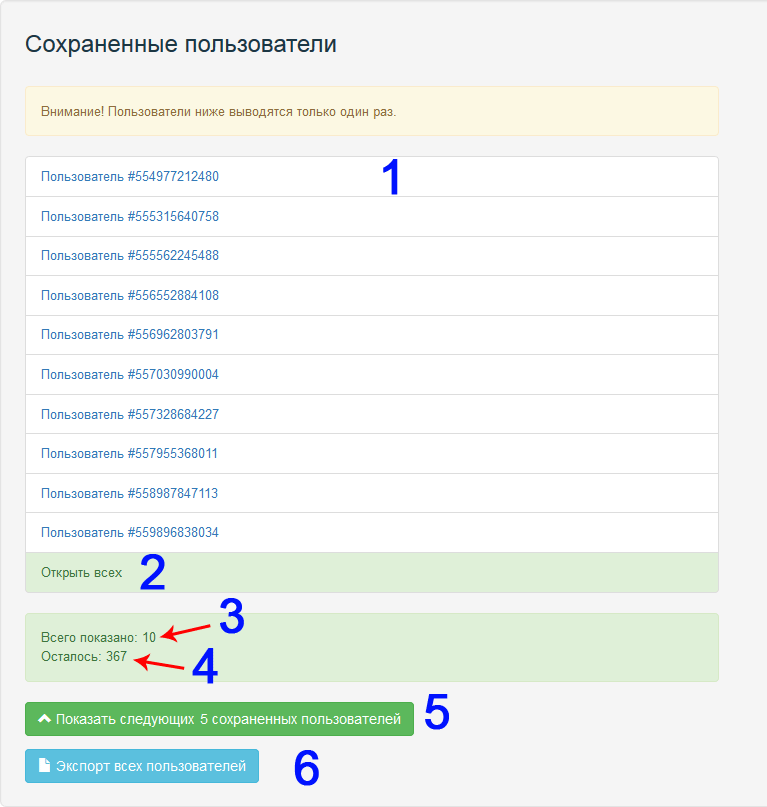 Сохраненные пользователи
Внимание! Пользователи ниже выводятся только один раз.
Пользователь #554977212480 1
Пользователь #555315640758
Пользователь #555562245488
Пользователь #556552884108
Пользователь #556962803791
Пользователь #557030990004
Пользователь #557328684227
Пользователь #557955368011
Пользователь #558987847113
Пользователь #559896838034
Открыть всех 2
Всего показано: 10 3
Осталось: 367 4
Показать следующих 5 сохраненных пользователей 5
Экспорт всех пользователей 6